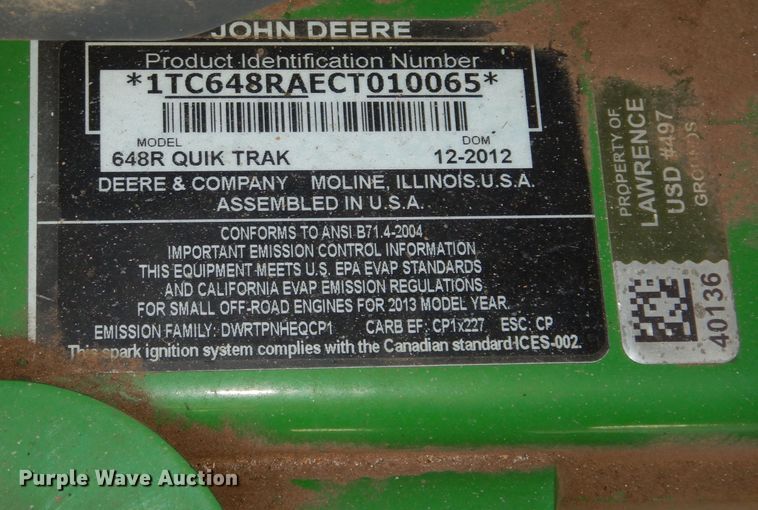 JOHN DEERE
Product Identification Number
*1TC648RAECT010065*
MODEL DOM
648R QUIK TRAK 12-2012
DEERE & COMPANY MOLINE, ILLINOIS U.S.A.
ASSEMBLED IN U.S.A.
CONFORMS TO ANSI B71.4-2004
IMPORTANT EMISSION CONTROL INFORMATION
THIS EQUIPMENT MEETS U.S. EPA EVAP STANDARDS
AND CALIFORNIA EVAP EMISSION REGULATIONS
FOR SMALL OFF-ROAD ENGINES FOR 2013 MODEL YEAR.
EMISSION FAMILY: DWRTPNHEQCP1 CARB EF: CP1x227 ESC: CP
This spark ignition system complies with the Canadian standard ICES-002.
PROPERTY OF
LAWRENCE
USD #497
GROUNDS
40136
Purple Wave Auction